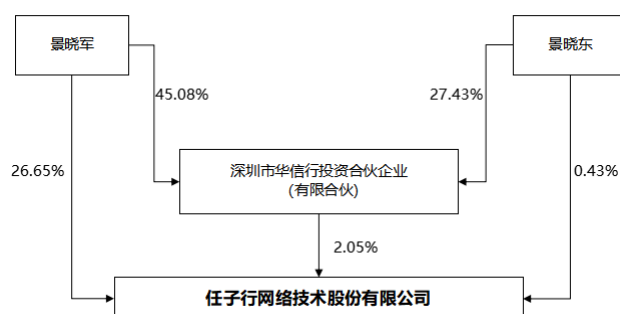 景晓军
景晓东
45.08%
27.43%
26.65%
深圳市华信行投资合伙企业
(有限合伙)
0.43%
2.05%
任子行网络技术股份有限公司